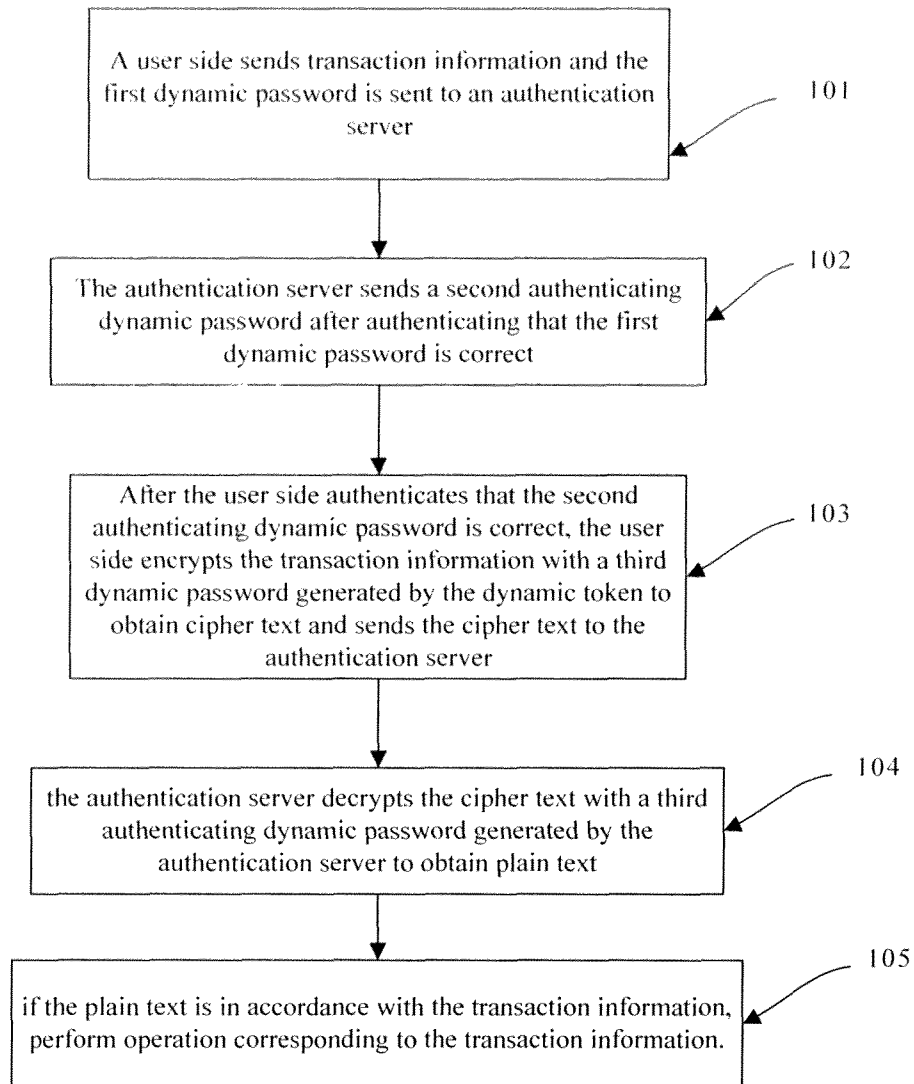 A user side sends transaction information and the
first dynamic password is sent to an authentication
server
101
The authentication server sends a second authenticating
dynamic password after authenticating that the first
dynamic password is correct
102
After the user side authenticates that the second
authenticating dynamic password is correct, the user
side encrypts the transaction information with a third
dynamic password generated by the dynamic token to
obtain cipher text and sends the cipher text to the
authentication server
103
the authentication server decrypts the cipher text with a third
authenticating dynamic password generated by the
authentication server to obtain plain text
104
if the plain text is in accordance with the transaction information,
perform operation corresponding to the transaction information.
105